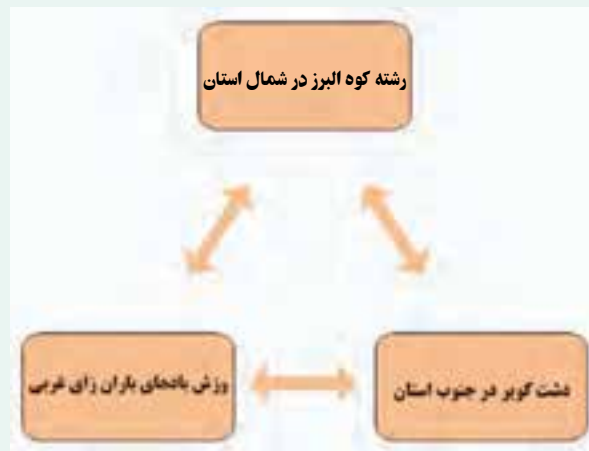 رشته کوه البرز در شمال استان
دشت کویر در جنوب استان
وزش بادهای باران زای غربی